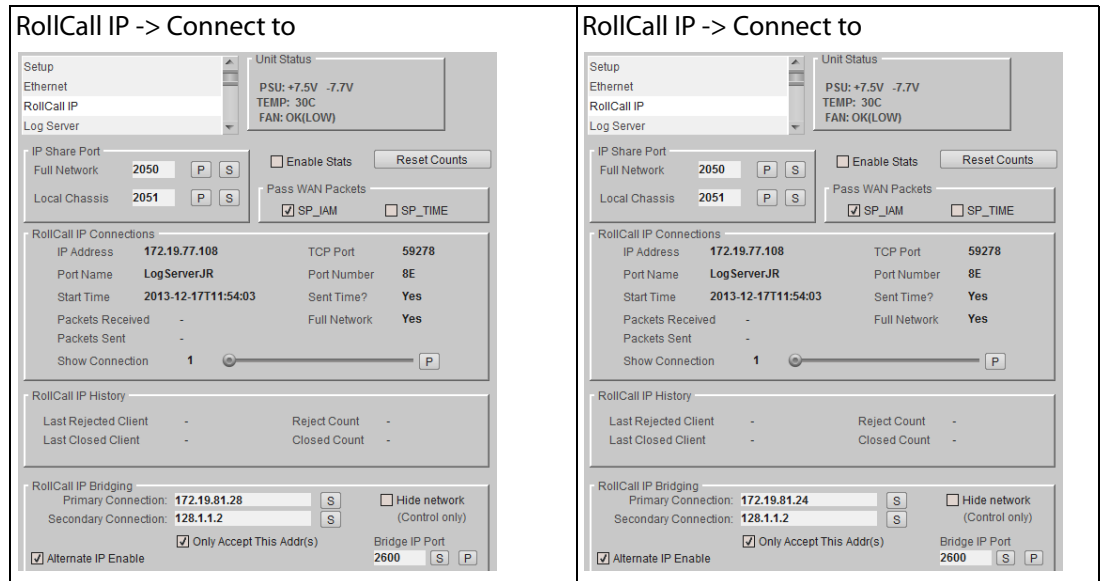 RollCall IP -> Connect to
Setup
Ethernet
RollCall IP
Log Server
Unit Status
PSU: +7.5V -7.7V
TEMP: 30C
FAN: OK(LOW)
IP Share Port
Full Network 2050 P S
Local Chassis 2051 P S
Enable Stats Reset Counts
Pass WAN Packets
SP_IAM SP_TIME
RollCall IP Connections
IP Address 172.19.77.108 TCP Port 59278
Port Name LogServerJR Port Number 8E
Start Time 2013-12-17T11:54:03 Sent Time? Yes
Packets Received - Full Network Yes
Packets Sent -
Show Connection 1 P
RollCall IP History
Last Rejected Client - Reject Count -
Last Closed Client - Closed Count -
RollCall IP Bridging
Primary Connection: 172.19.81.28 S Hide network
Secondary Connection: 128.1.1.2 S (Control only)
Only Accept This Addr(s) Bridge IP Port
Alternate IP Enable 2600 S P
RollCall IP -> Connect to
Setup
Ethernet
RollCall IP
Log Server
Unit Status
PSU: +7.5V -7.7V
TEMP: 30C
FAN: OK(LOW)
IP Share Port
Full Network 2050 P S
Local Chassis 2051 P S
Enable Stats Reset Counts
Pass WAN Packets
SP_IAM SP_TIME
RollCall IP Connections
IP Address 172.19.77.108 TCP Port 59278
Port Name LogServerJR Port Number 8E
Start Time 2013-12-17T11:54:03 Sent Time? Yes
Packets Received - Full Network Yes
Packets Sent -
Show Connection 1 P
RollCall IP History
Last Rejected Client - Reject Count -
Last Closed Client - Closed Count -
RollCall IP Bridging
Primary Connection: 172.19.81.24 S Hide network
Secondary Connection: 128.1.1.2 S (Control only)
Only Accept This Addr(s) Bridge IP Port
Alternate IP Enable 2600 S P